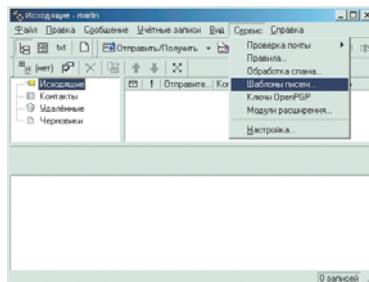 Исходящие - marlin
Файл Правка Сообщение Учётные записи Вид Сервис Справка
txt Отправить/Получить
Проверка почты
Правила...
Обработка спама...
Шаблоны писем...
Ключи OpenPGP
Модули расширения...
Настройка...
(нет)
Исходящие
Контакты
Удалённые
Черновики
! Отправите...
0 записей